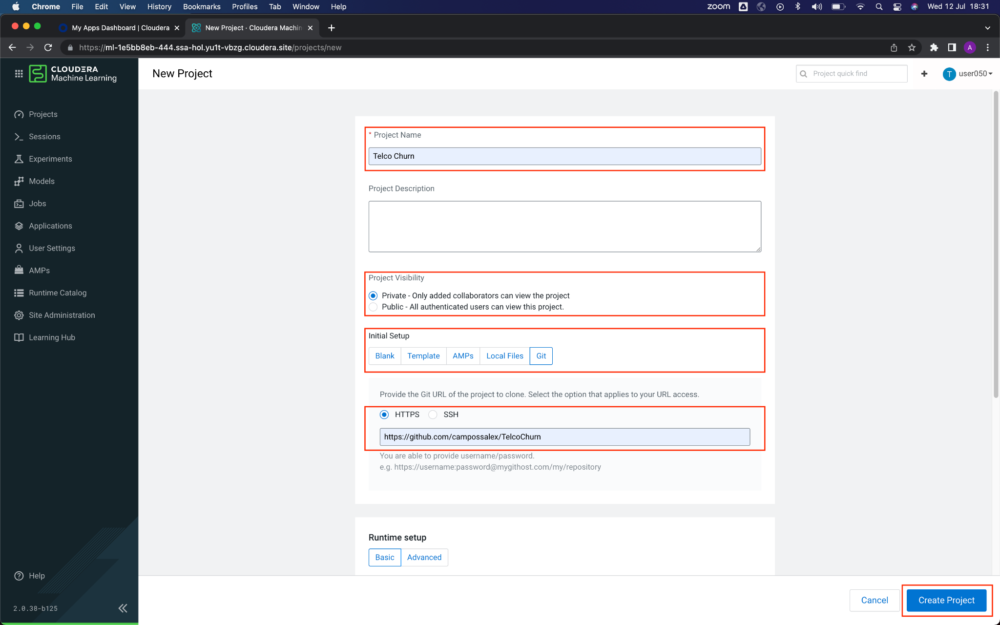 Chrome File Edit View History Bookmarks Profiles Tab Window Help zoom Wed 12 Jul 18:31
My Apps Dashboard | Cloudera New Project · Cloudera Machin
https://ml-1e5bb8eb-444.ssa-hol.yu1t-vbzg.cloudera.site/projects/new A
CLOUDERA
Machine Learning
New Project
Project quick find
T user050
Projects
Sessions
Experiments
Models
Jobs
Applications
User Settings
AMPs
Runtime Catalog
Site Administration
Learning Hub
Help
2.0.38-b125
* Project Name
Telco Churn
Project Description
Project Visibility
Private - Only added collaborators can view the project
Public - All authenticated users can view this project.
Initial Setup
Blank Template AMPs Local Files Git
Provide the Git URL of the project to clone. Select the option that applies to your URL access.
HTTPS SSH
https://github.com/campossalex/TelcoChurn
You are able to provide username/password.
e.g. https://username:password@mygithost.com/my/repository
Runtime setup
Basic Advanced
Cancel Create Project